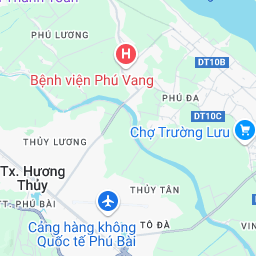 PHÚ LƯƠNG
H
Bệnh viện Phú Vang
DT10B
PHÚ ĐA
DT10C
Chợ Trường Lưu
THỦY LƯƠNG
Tx. Hương
Thủy
THỦY TÂN
TT. PHÚ BÀI
TÔ ĐÀ
Cảng hàng không
Quốc tế Phú Bài